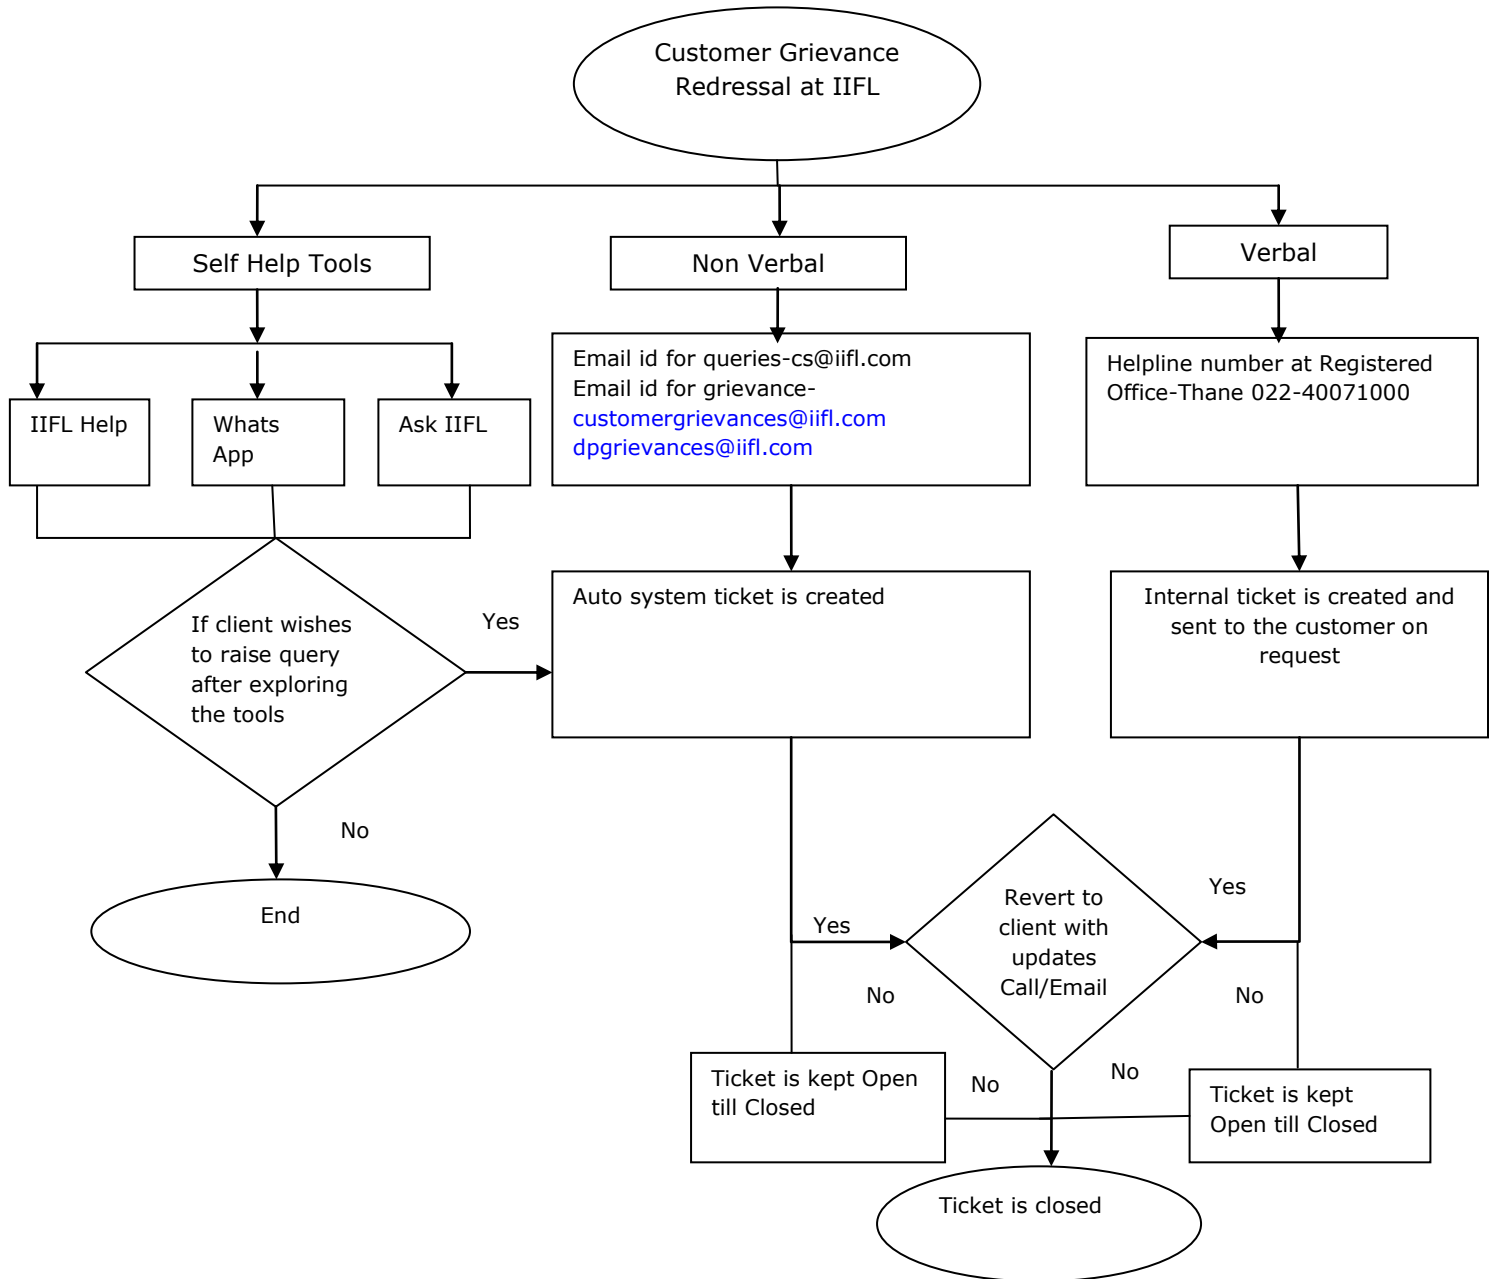 Customer Grievance
Redressal at IIFL
Self Help Tools
Non Verbal
Verbal
IIFL Help
Whats
App
Ask IIFL
Email id for queries-cs@iifl.com
Email id for grievance-
customergrievances@iifl.com
dpgrievances@iifl.com
Helpline number at Registered
Office-Thane 022-40071000
If client wishes
to raise query
after exploring
the tools
Yes
Auto system ticket is created
Internal ticket is created and
sent to the customer on
request
No
End
Revert to
client with
updates
Call/Email
Yes
Yes
No
No
Ticket is kept Open
till Closed
No
No
Ticket is kept
Open till Closed
Ticket is closed